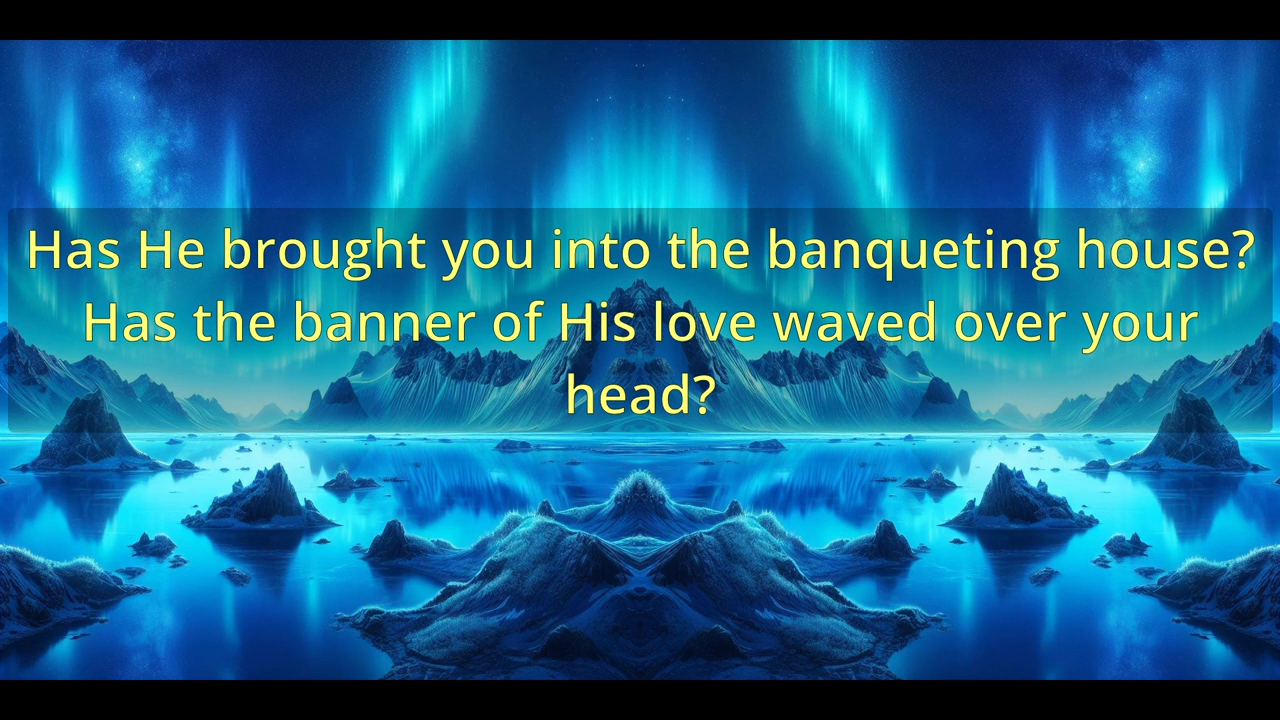 Has He brought you into the banqueting house?
Has the banner of His love waved over your
head?